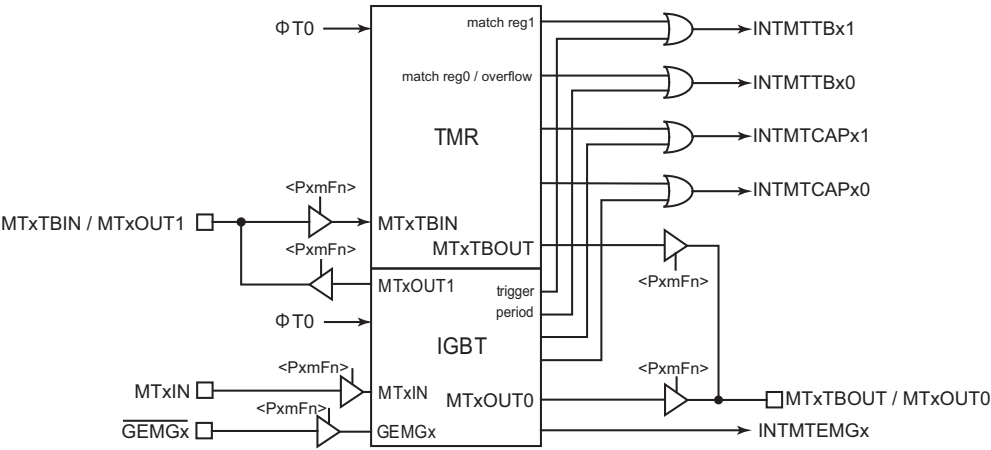 ΦT0
match reg1
INTMTTBx1
match reg0 / overflow
INTMTTBx0
TMR
INTMTCAPx1
<PxmFn>
INTMTCAPx0
MTxTBIN / MTxOUT1
MTxTBIN
<PxmFn>
MTxTBOUT
<PxmFn>
MTxOUT1
trigger
period
ΦT0
IGBT
<PxmFn>
<PxmFn>
MTxIN
MTxIN
MTxOUT0
MTxTBOUT / MTxOUT0
<PxmFn>
GEMGx
GEMGx
INTMTEMGx